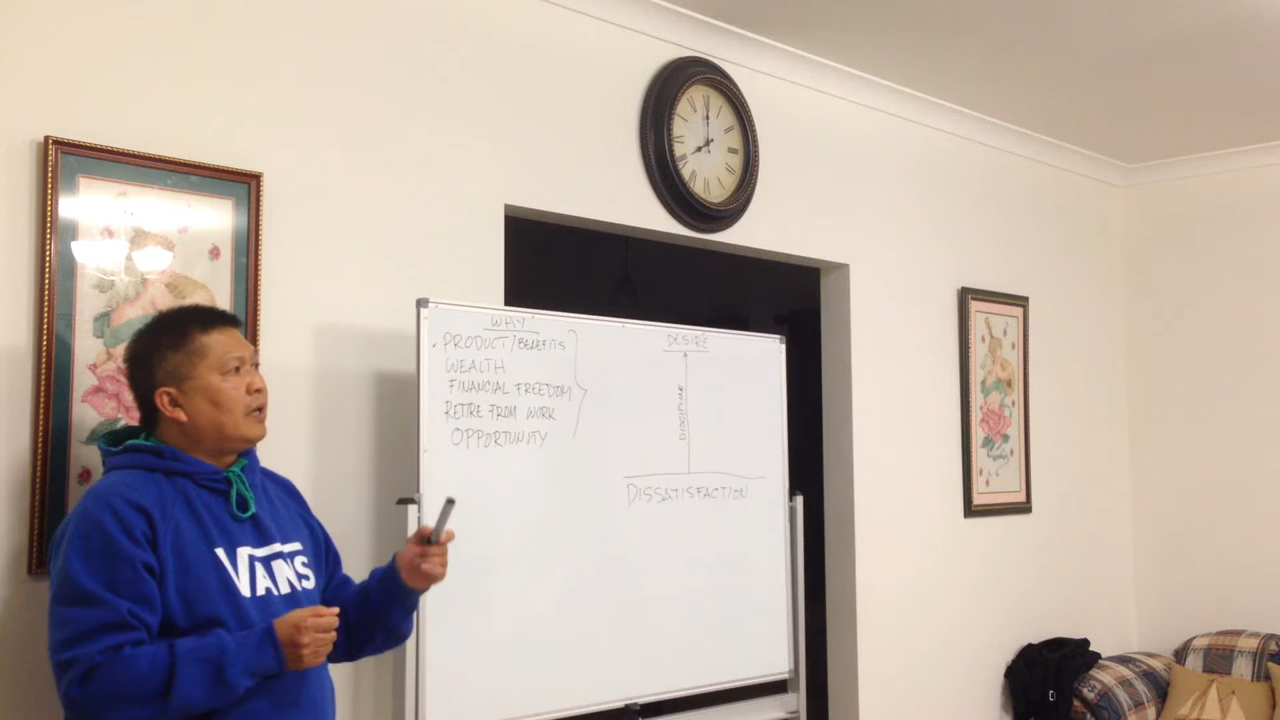 WHY
PRODUCT/BENEFITS
WEALTH
FINANCIAL FREEDOM
RETIRE FROM WORK
OPPORTUNITY
DESIRE
DISCIPLINE
DISSATISFACTION
VANS